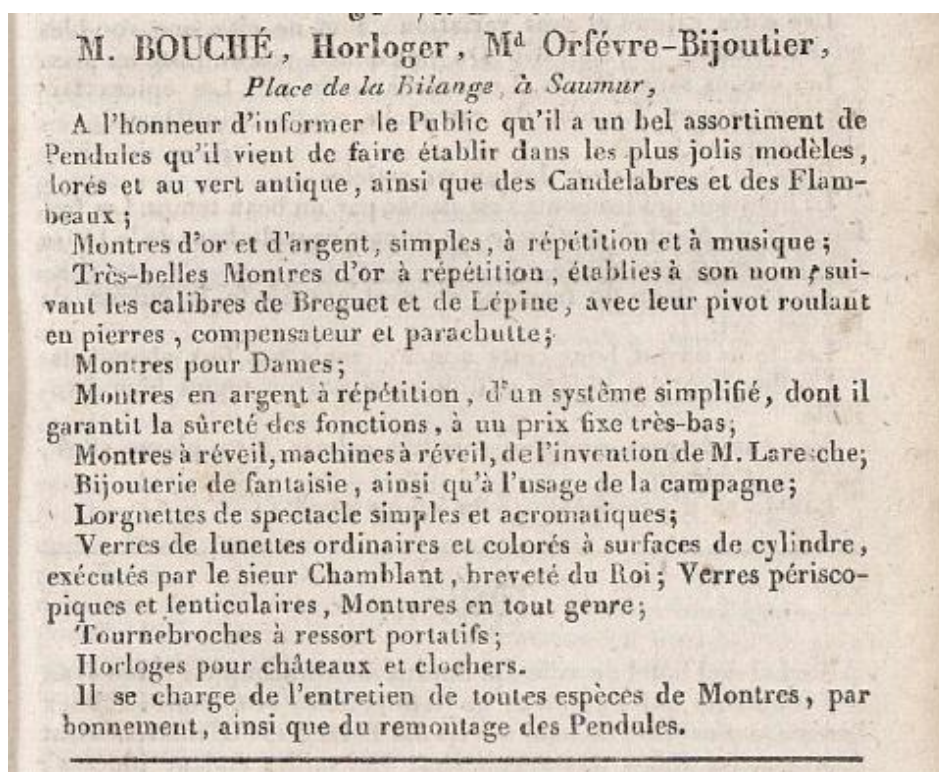 M. BOUCHÉ, Horloger, Md Orfévre-Bijoutier,
Place de la Bilange, à Saumur,
A l'honneur d'informer le Public qu'il a un bel assortiment de
Pendules qu'il vient de faire établir dans les plus jolis modèles,
lorés et au vert antique, ainsi que des Candelabres et des Flam-
beaux;
Montres d'or et d'argent, simples, à répétition et à musique;
Très-belles Montres d'or à répétition, établies à son nom, sui-
vant les calibres de Breguet et de Lépine, avec leur pivot roulant
en pierres, compensateur et parachutte;
Montres pour Dames;
Montres en argent à répétition, d'un système simplifié, dont il
garantit la sûreté des fonctions, à un prix fixe très-bas;
Montres à réveil, machines à réveil, de l'invention de M. Laresche;
Bijouterie de fantaisie, ainsi qu'à l'usage de la campagne;
Lorgnettes de spectacle simples et acromatiques;
Verres de lunettes ordinaires et colorés à surfaces de cylindre,
exécutés par le sieur Chamblant, breveté du Roi; Verres périsco-
piques et lenticulaires, Montures en tout genre;
Tournebroches à ressort portatifs;
Horloges pour châteaux et clochers.
Il se charge de l'entretien de toutes espèces de Montres, par
bonnement, ainsi que du remontage des Pendules.